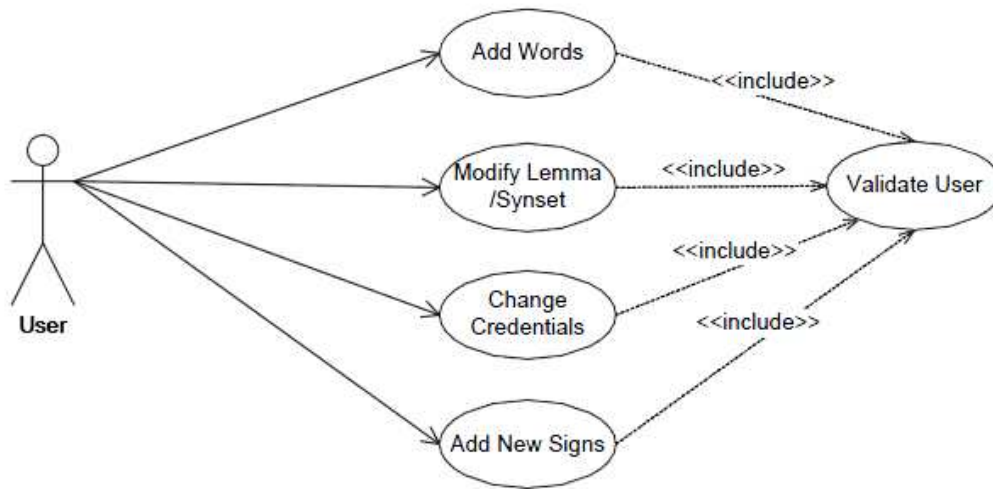 Add Words
<<include>>
Modify Lemma
/Synset
<<include>>
Validate User
<<include>>
Change
Credentials
User
<<include>>
Add New Signs